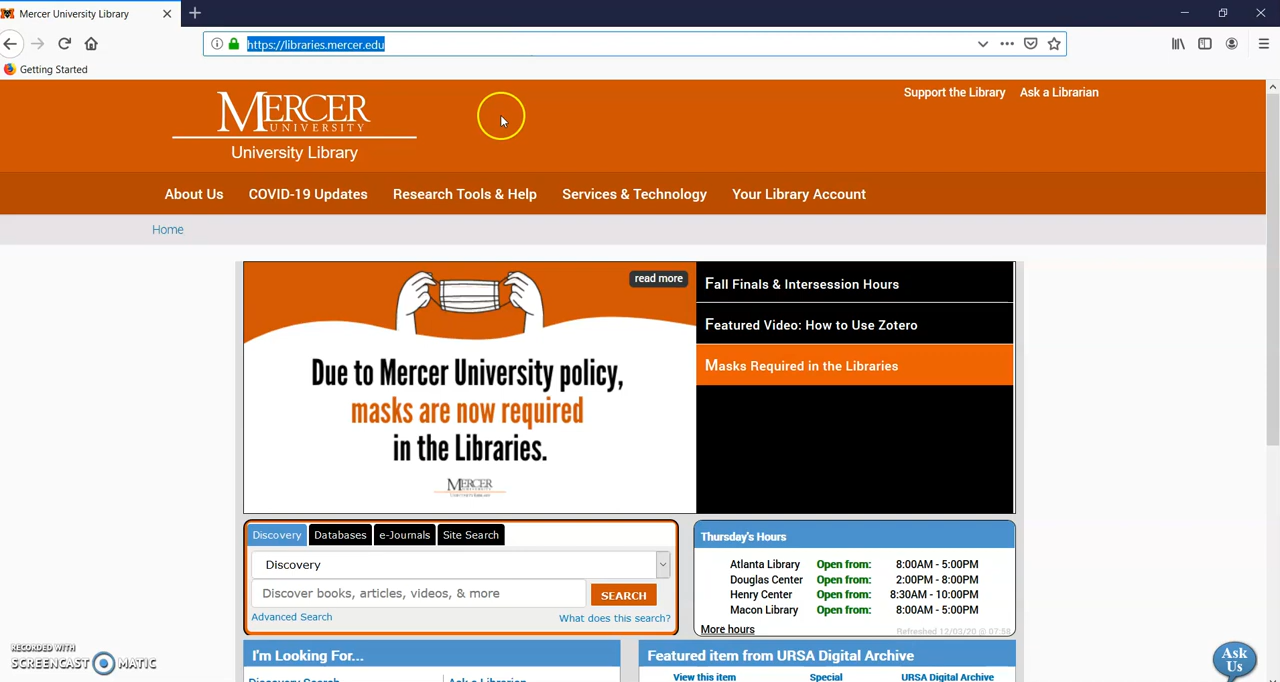 Mercer University Library
https://libraries.mercer.edu
Getting Started
Support the Library Ask a Librarian
MERCER
UNIVERSITY
University Library
About Us COVID-19 Updates Research Tools & Help Services & Technology Your Library Account
Home
read more
Due to Mercer University policy,
masks are now required
in the Libraries.
MERCER
Fall Finals & Intersession Hours
Featured Video: How to Use Zotero
Masks Required in the Libraries
Discovery Databases e-Journals Site Search
Discovery
Discover books, articles, videos, & more
SEARCH
Advanced Search What does this search?
Thursday's Hours
Atlanta Library Open from: 8:00AM - 5:00PM
Douglas Center Open from: 2:00PM - 8:00PM
Henry Center Open from: 8:30AM - 10:00PM
Macon Library Open from: 8:00AM - 5:00PM
More hours Refreshed 12/03/20 @ 07:58
I'm Looking For...
Discovery Search Ask a Librarian
Featured item from URSA Digital Archive
View this item Special URSA Digital Archive
RECORDED WITH
SCREENCAST MATIC
Ask
Us